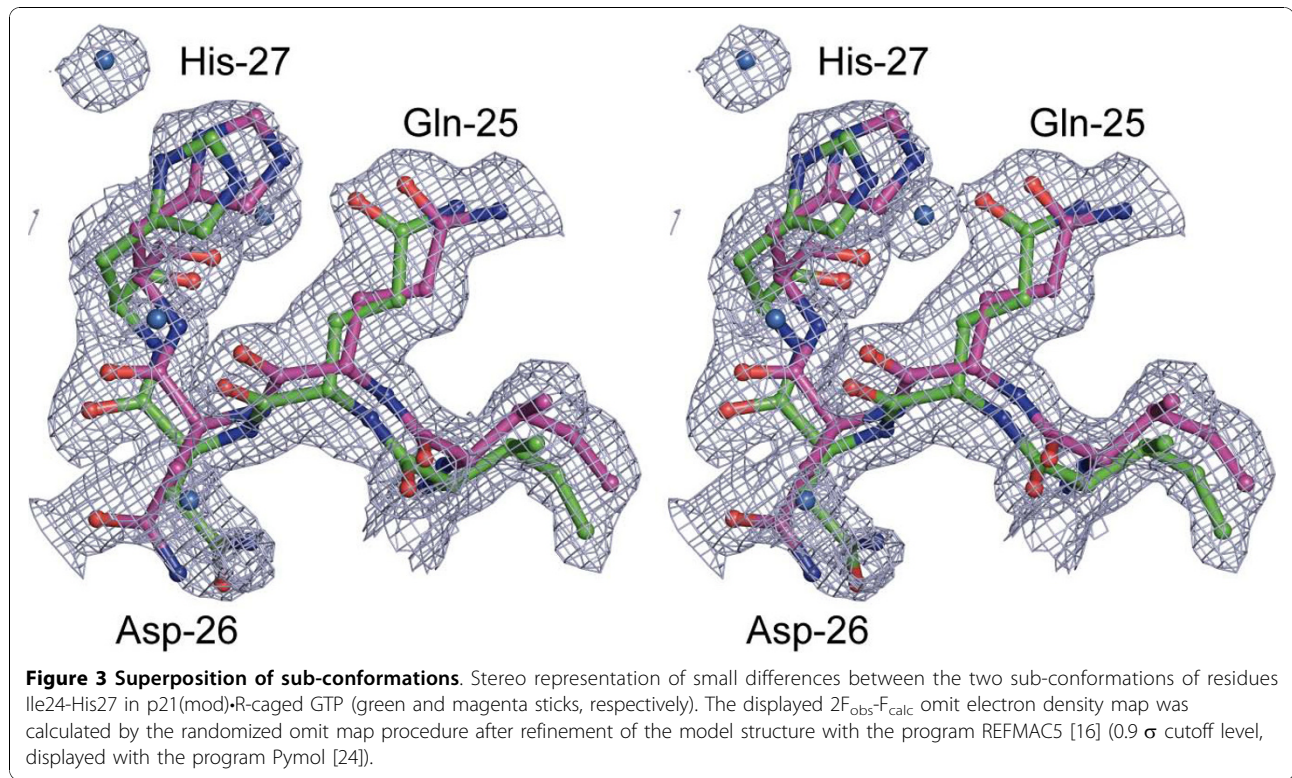 His-27
His-27
Gln-25
Gln-25
Asp-26
Asp-26
Figure 3 Superposition of sub-conformations. Stereo representation of small differences between the two sub-conformations of residues
Ile24-His27 in p21(mod)•R-caged GTP (green and magenta sticks, respectively). The displayed 2Fobs-Fcalc omit electron density map was
calculated by the randomized omit map procedure after refinement of the model structure with the program REFMAC5 [16] (0.9 σ cutoff level,
displayed with the program Pymol [24]).